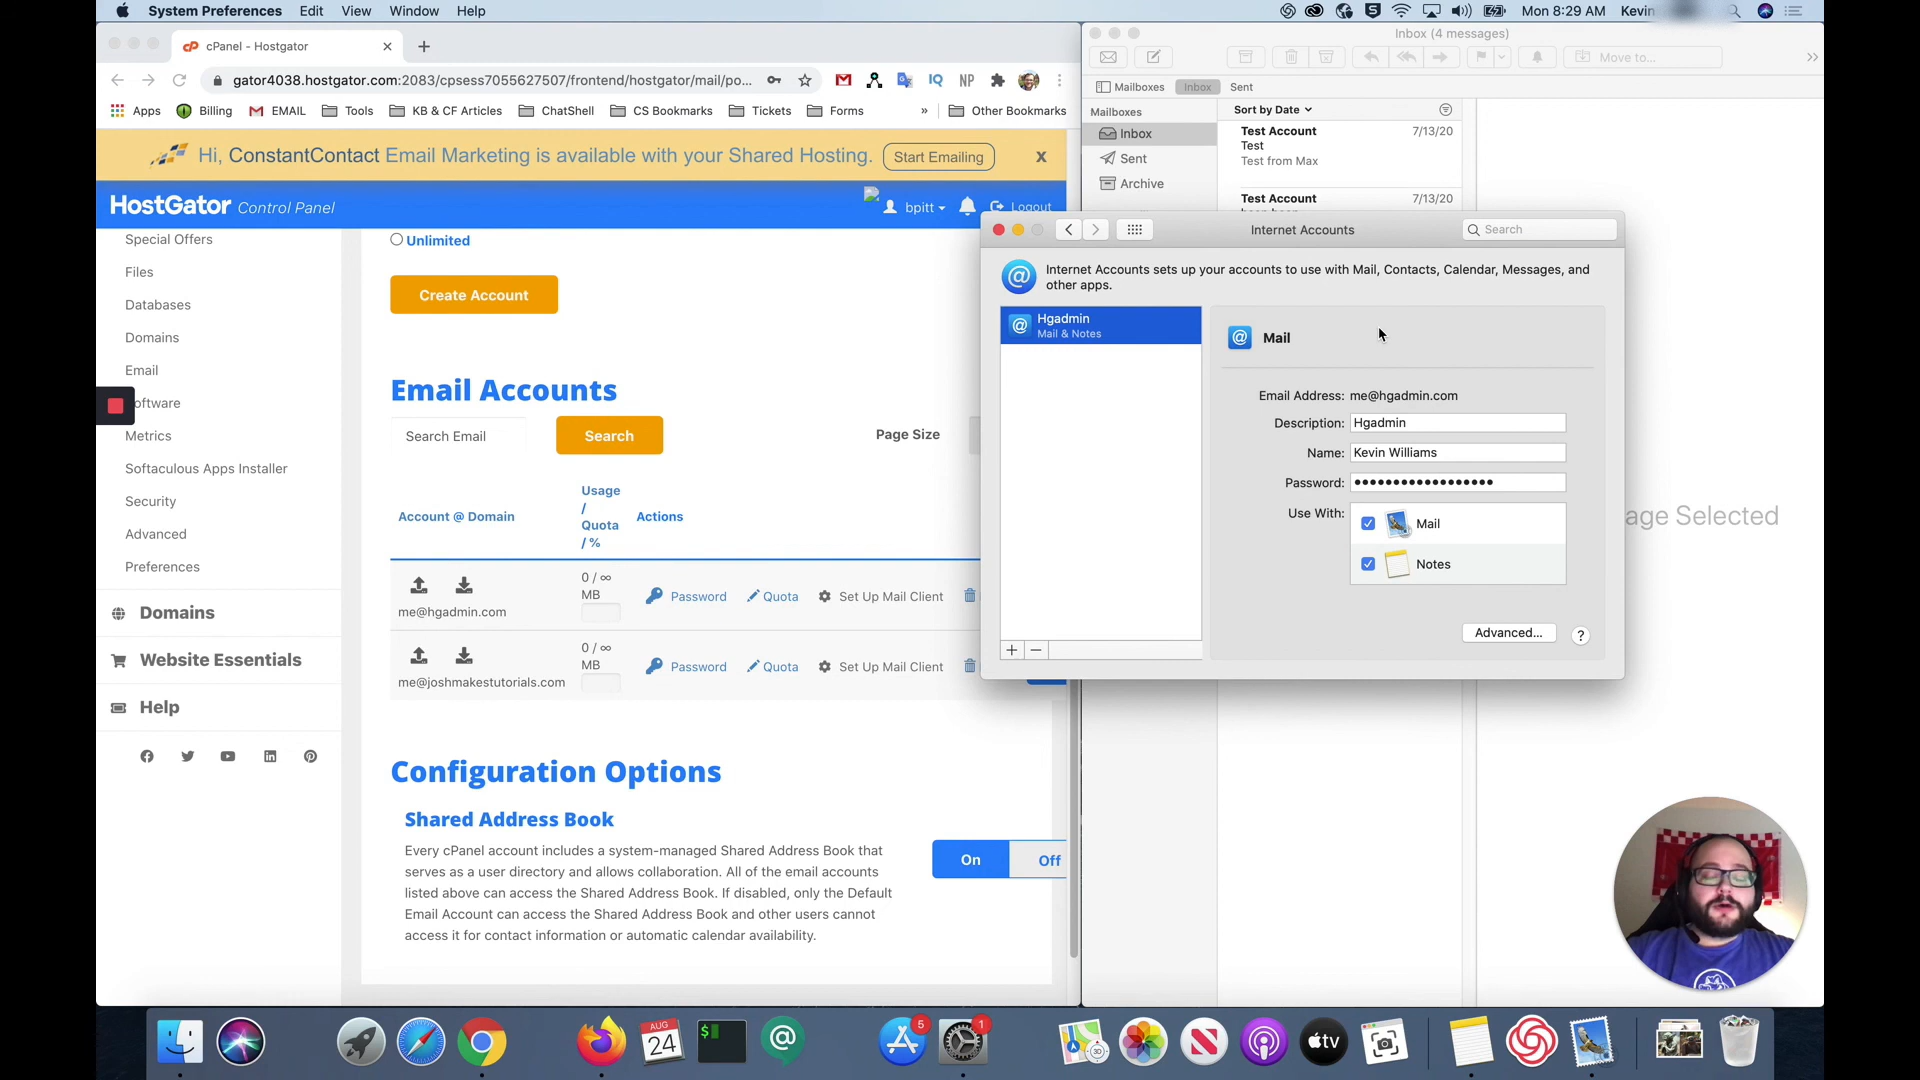 System Preferences Edit View Window Help
Mon 8:29 AM Kevin
cPanel - Hostgator
gator4038.hostgator.com:2083/cpsess7055627507/frontend/hostgator/mail/po...
IQ NP
Apps Billing EMAIL Tools KB & CF Articles ChatShell CS Bookmarks Tickets Forms » Other Bookmarks
Hi, ConstantContact Email Marketing is available with your Shared Hosting. Start Emailing X
HostGator Control Panel
bpitt Logout
Special Offers
Files
Databases
Domains
Email
oftware
Metrics
Softaculous Apps Installer
Security
Advanced
Preferences
Domains
Website Essentials
Help
Unlimited
Create Account
Email Accounts
Search Email Search Page Size
Account @ Domain
Usage
/
Quota
/ %
Actions
0 / ∞
MB
me@hgadmin.com
Password Quota Set Up Mail Client
0 / ∞
MB
me@joshmakestutorials.com
Password Quota Set Up Mail Client
Configuration Options
Shared Address Book
Every cPanel account includes a system-managed Shared Address Book that
serves as a user directory and allows collaboration. All of the email accounts
listed above can access the Shared Address Book. If disabled, only the Default
Email Account can access the Shared Address Book and other users cannot
access it for contact information or automatic calendar availability.
On Off
Inbox (4 messages)
Move to...
Mailboxes Inbox Sent
Mailboxes
Inbox
Sent
Archive
Sort by Date
Test Account 7/13/20
Test
Test from Max
Test Account 7/13/20
age Selected
Internet Accounts
Search
Internet Accounts sets up your accounts to use with Mail, Contacts, Calendar, Messages, and
other apps.
Hgadmin
Mail & Notes
Mail
Email Address: me@hgadmin.com
Description: Hgadmin
Name: Kevin Williams
Password: ••••••••••••••••••
Use With:
Mail
Notes
Advanced... ?
AUG
24
$
5
1
30
tv